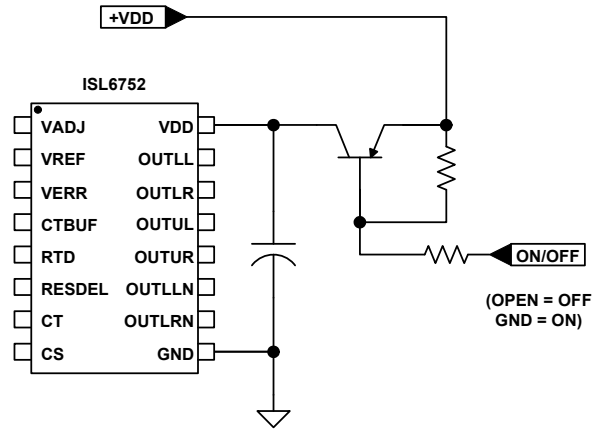 +VDD
ISL6752
VADJ VDD
VREF OUTLL
VERR OUTLR
CTBUF OUTUL
RTD OUTUR
RESDEL OUTLLN
CT OUTLRN
CS GND
ON/OFF
(OPEN = OFF
GND = ON)